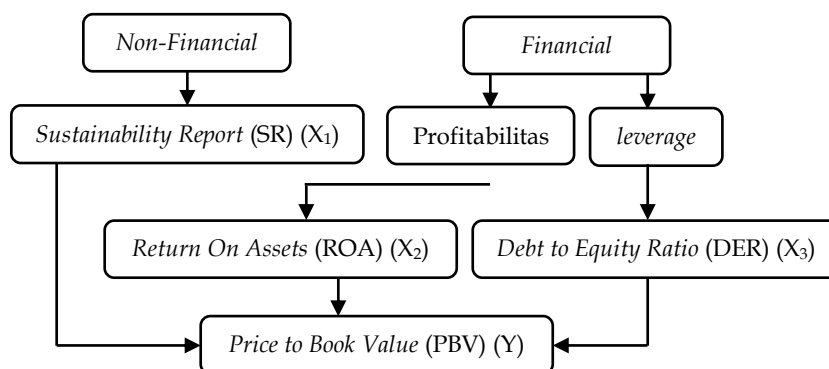 Non-Financial
Financial
Sustainability Report (SR) (X₁)
Profitabilitas
leverage
Return On Assets (ROA) (X₂)
Debt to Equity Ratio (DER) (X₃)
Price to Book Value (PBV) (Y)